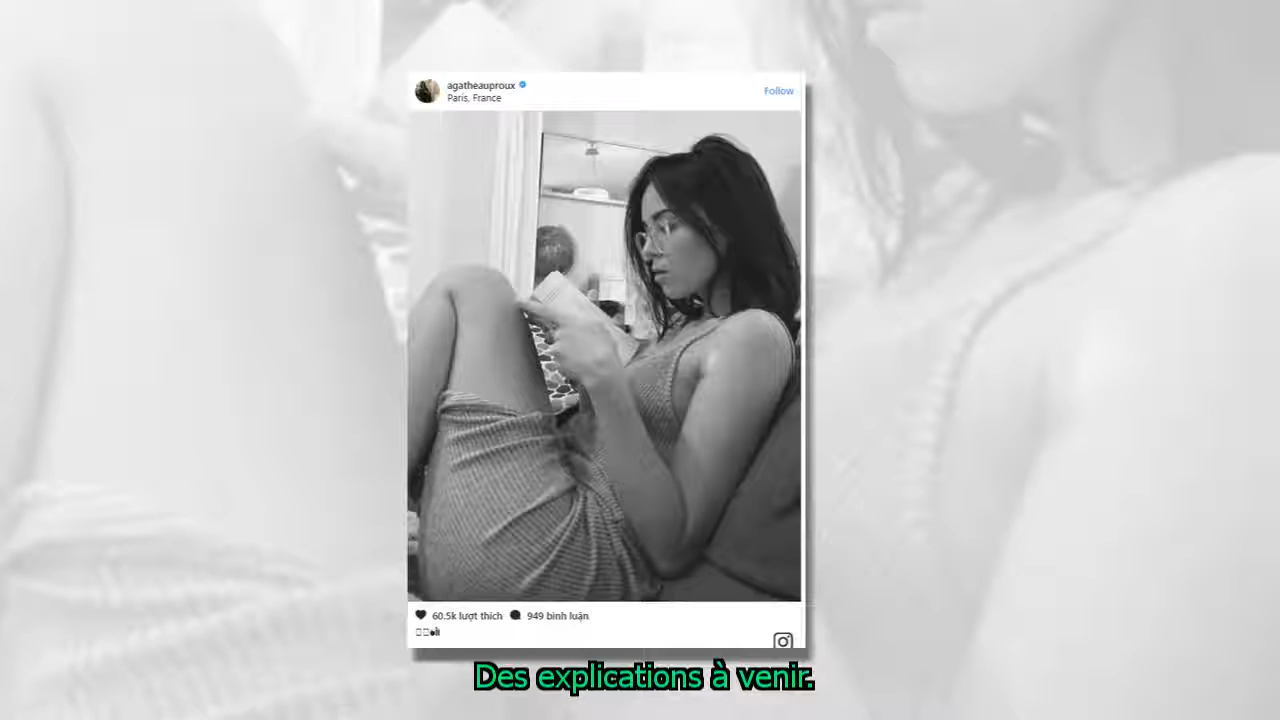 agatheauproux
Paris, France
Follow
60.5k lượt thích 949 bình luận
Des explications à venir.